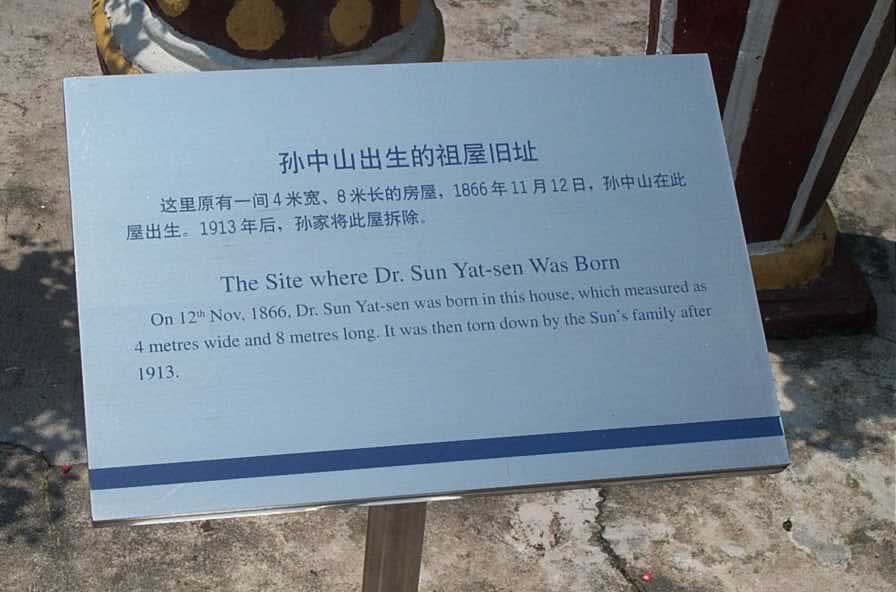 孙中山出生的祖屋旧址
这里原有一间4米宽、8米长的房屋，1866年11月12日，孙中山在此
屋出生。1913年后，孙家将此屋拆除。
The Site where Dr. Sun Yat-sen Was Born
On 12th Nov, 1866, Dr. Sun Yat-sen was born in this house, which measured as
4 metres wide and 8 metres long. It was then torn down by the Sun's family after
1913.